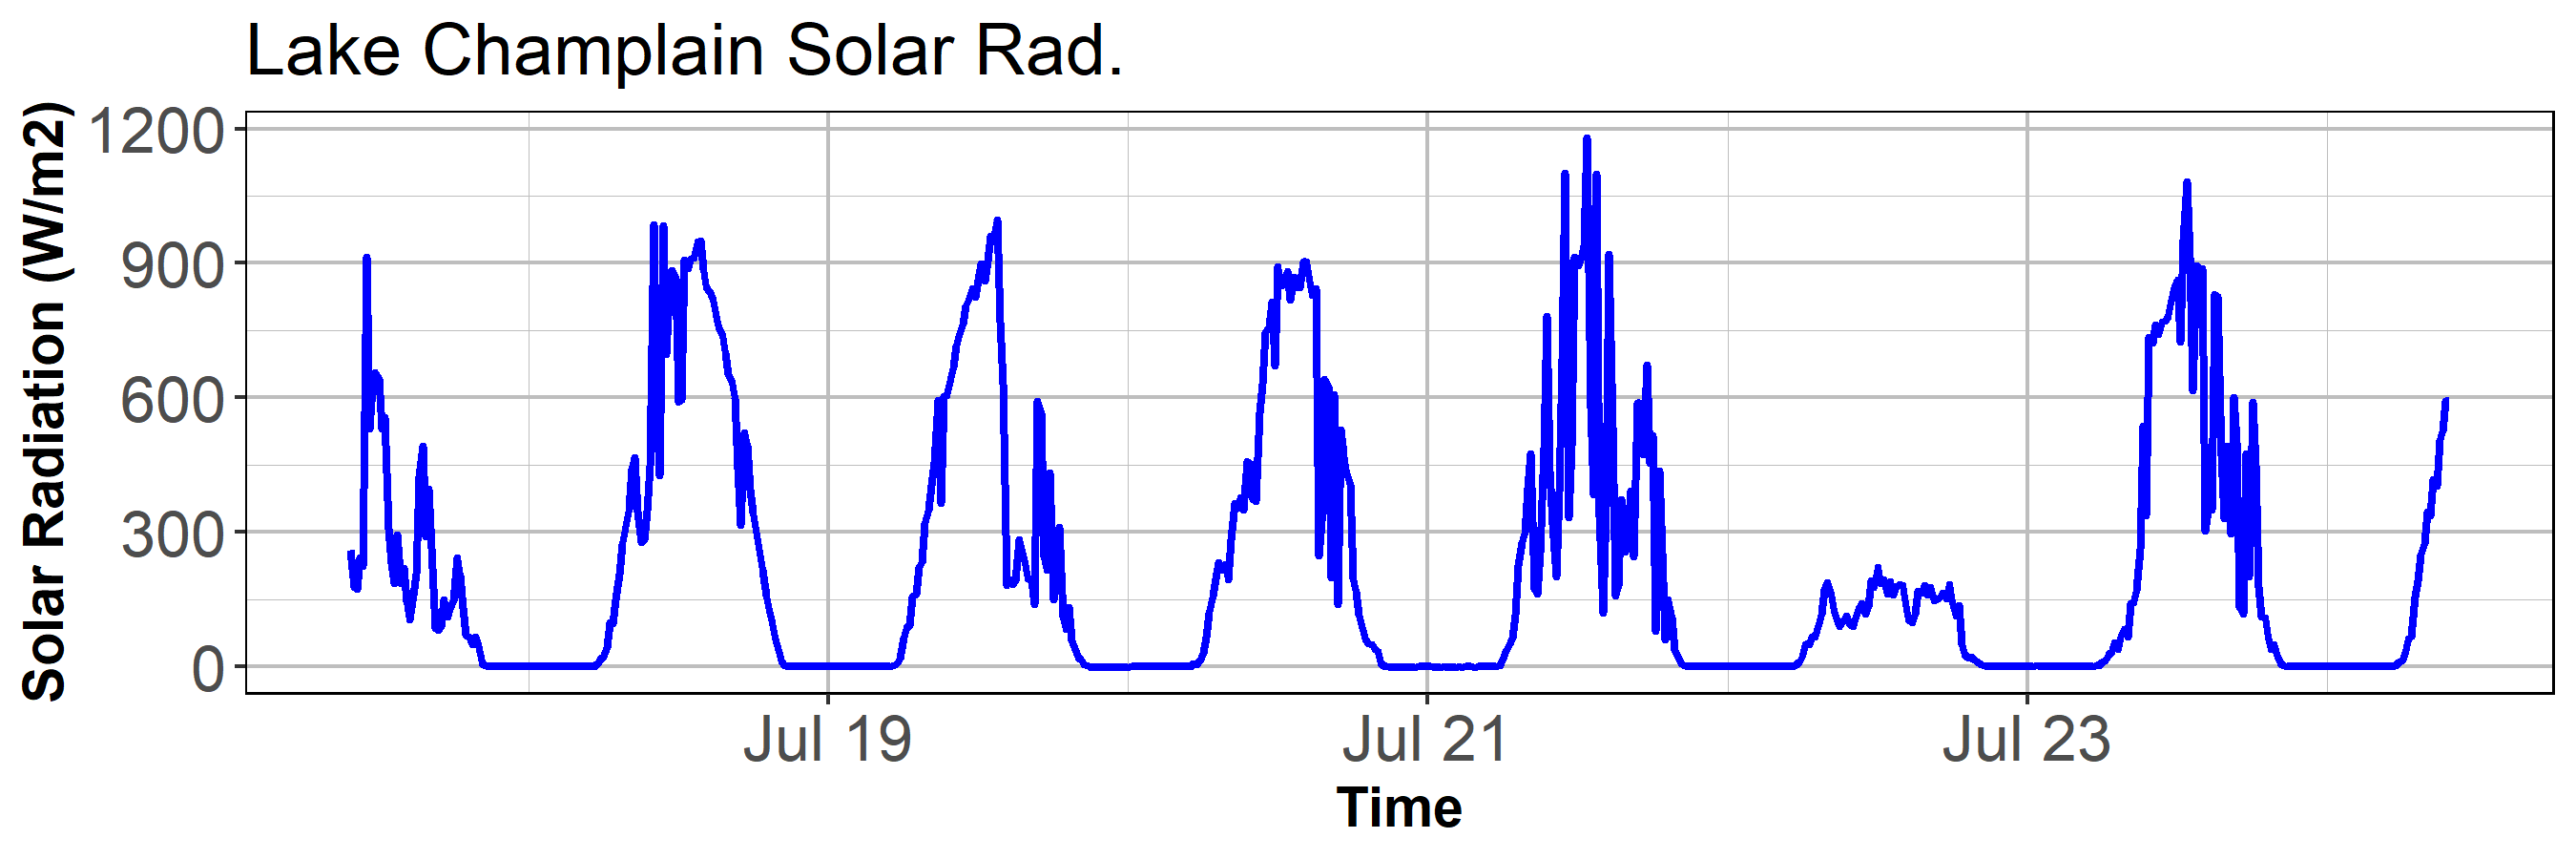 Lake Champlain Solar Rad.
Solar Radiation (W/m2)
1200
900
600
300
0
Jul 19
Jul 21
Jul 23
Time